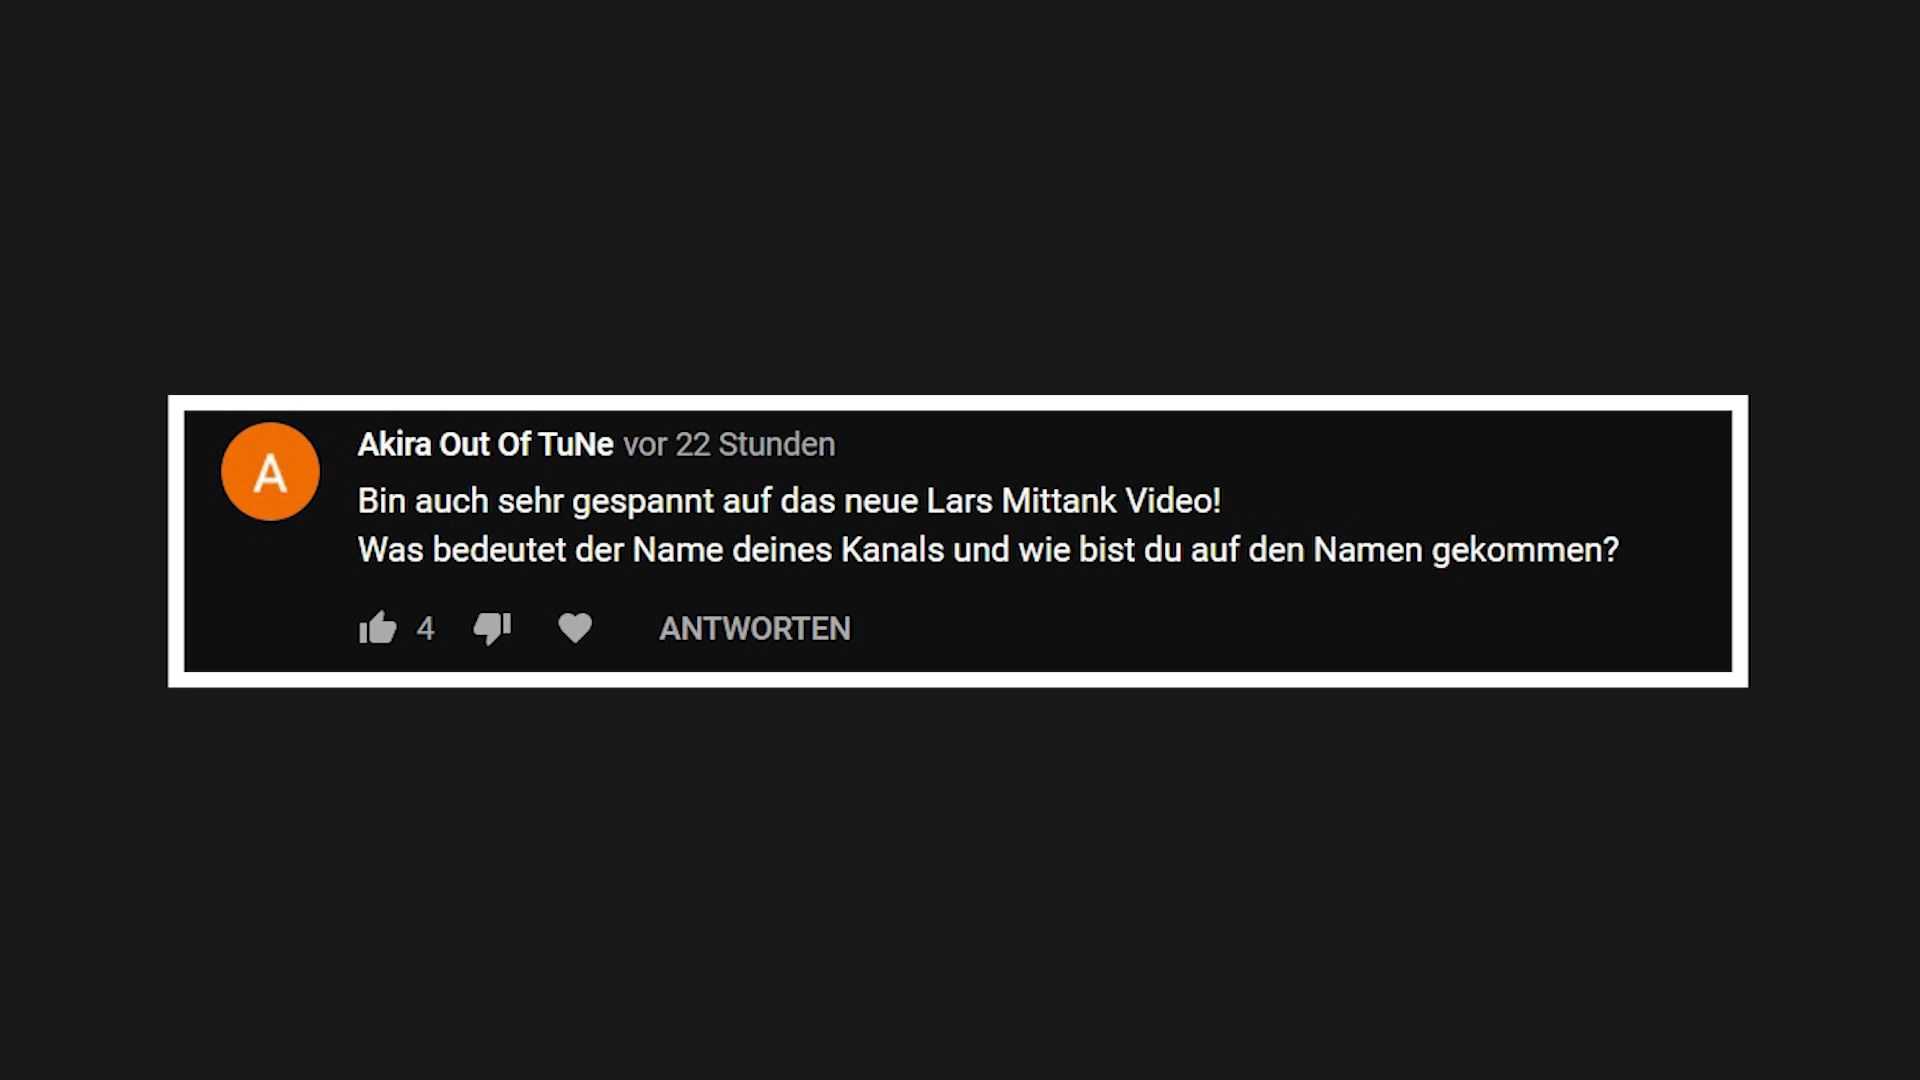 A
Akira Out Of TuNe vor 22 Stunden
Bin auch sehr gespannt auf das neue Lars Mittank Video!
Was bedeutet der Name deines Kanals und wie bist du auf den Namen gekommen?
4 ANTWORTEN